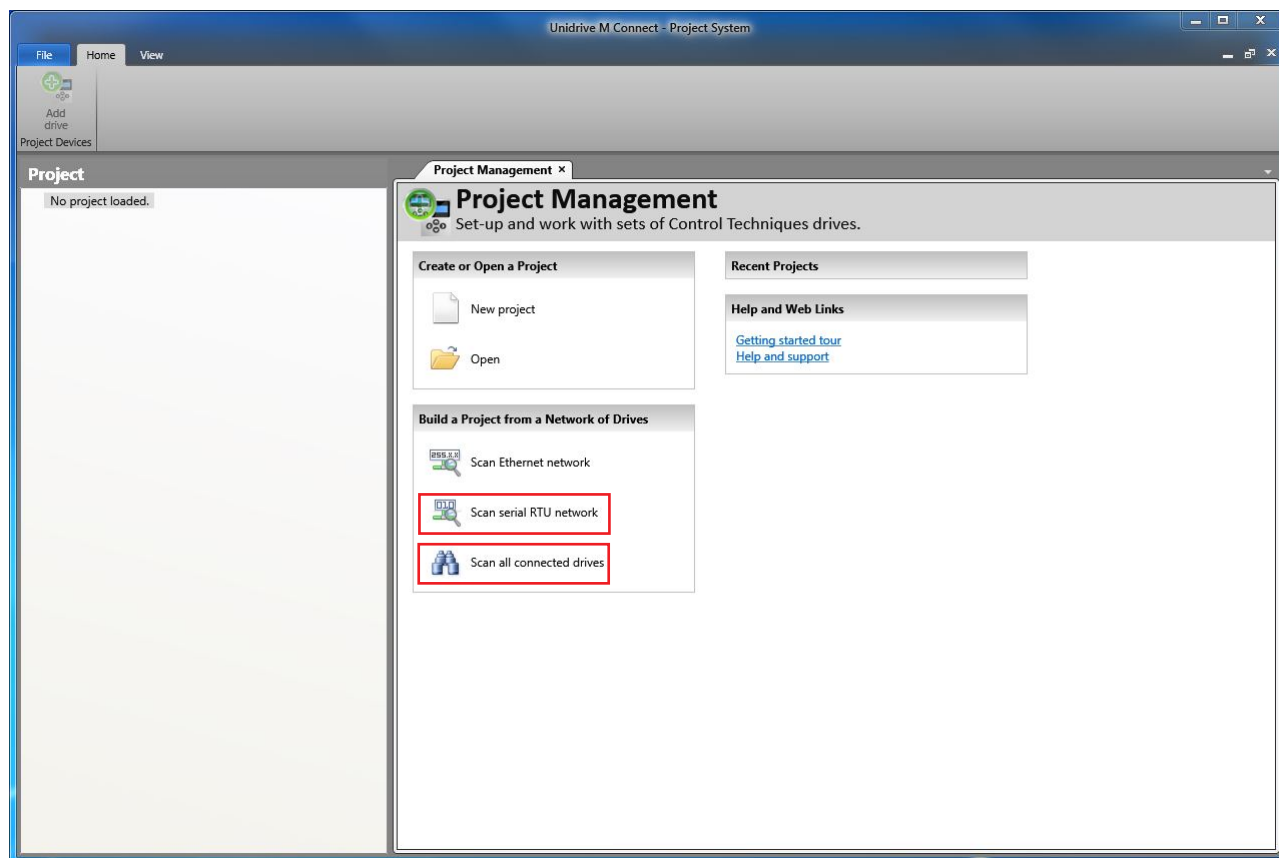 Unidrive M Connect - Project System
File Home View
Add
drive
Project Devices
Project
No project loaded.
Project Management ×
Project Management
Set-up and work with sets of Control Techniques drives.
Create or Open a Project
New project
Open
Recent Projects
Help and Web Links
Getting started tour
Help and support
Build a Project from a Network of Drives
255.X.X
Scan Ethernet network
010
Scan serial RTU network
Scan all connected drives